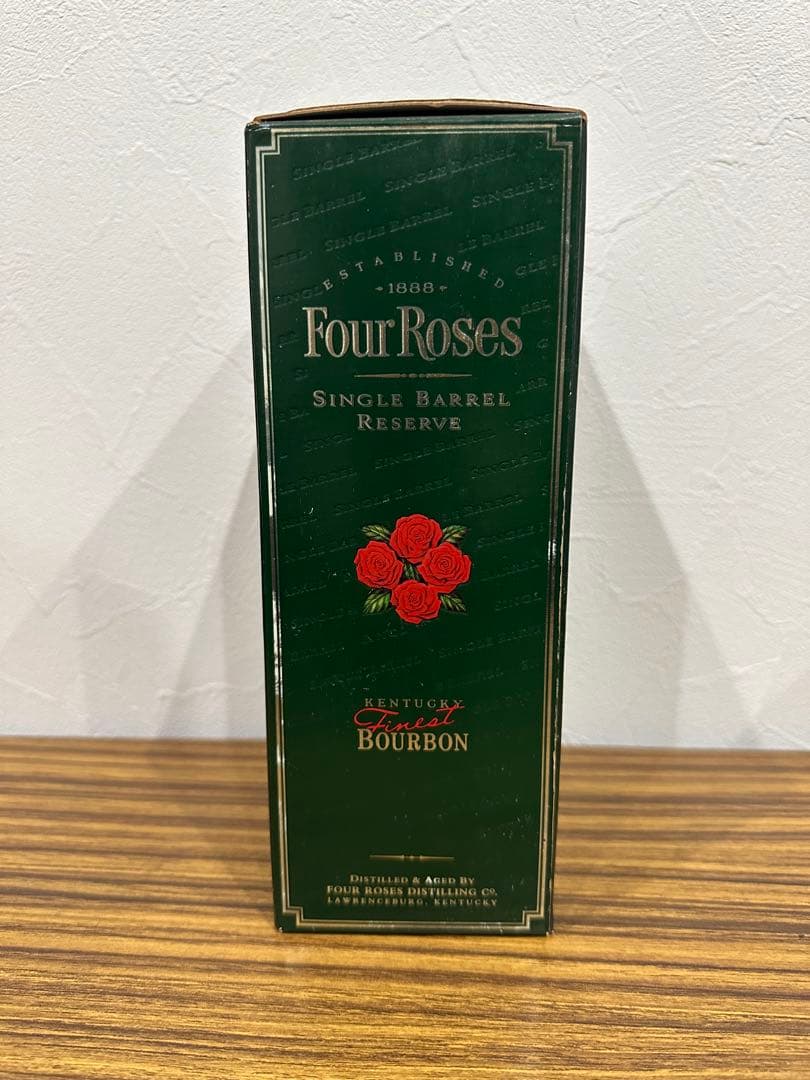 ESTABLISHED
1888
Four Roses
SINGLE BARREL
RESERVE
KENTUCKY
Finest
BOURBON
DISTILLED & AGED BY
FOUR ROSES DISTILLING CO.
LAWRENCEBURG, KENTUCKY